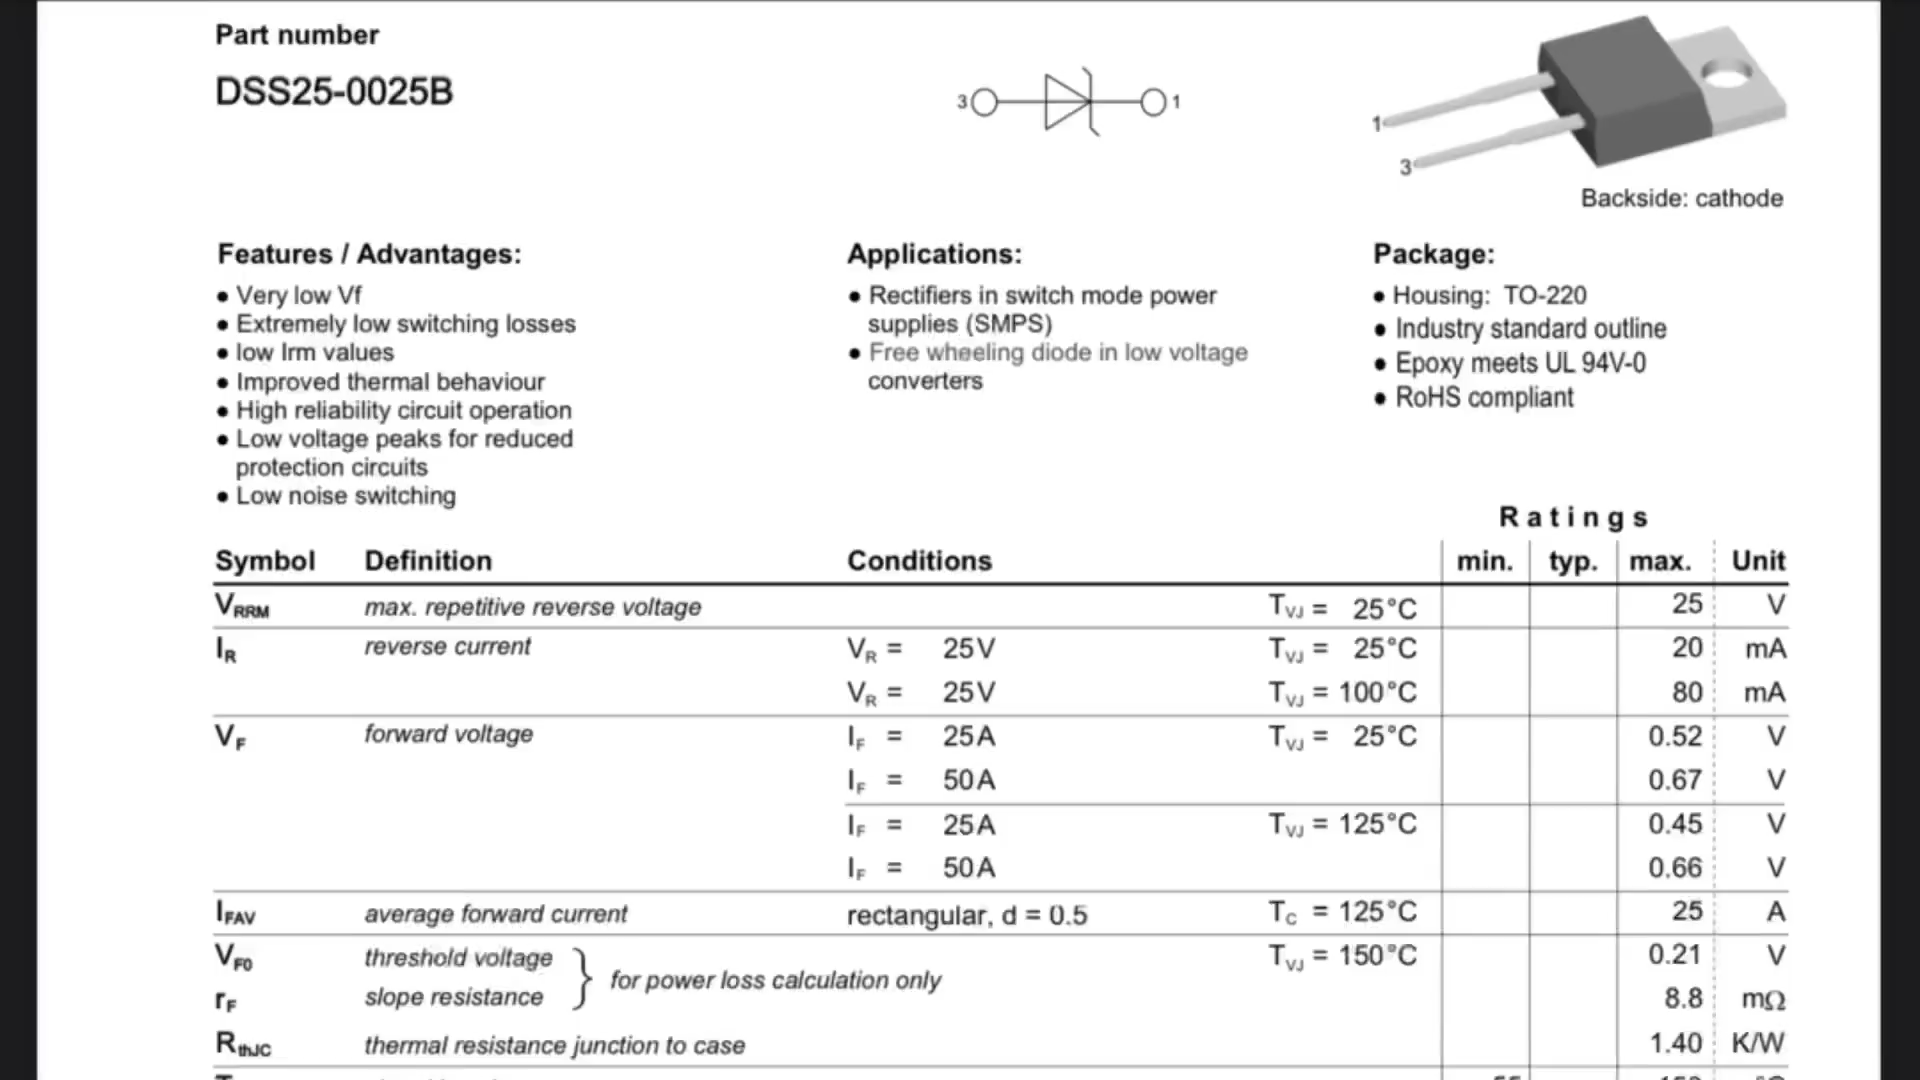 Part number
DSS25-0025B
3 1
1
3
Backside: cathode
Features / Advantages:
● Very low Vf
● Extremely low switching losses
● low Irm values
● Improved thermal behaviour
● High reliability circuit operation
● Low voltage peaks for reduced
protection circuits
● Low noise switching
Applications:
● Rectifiers in switch mode power
supplies (SMPS)
● Free wheeling diode in low voltage
converters
Package:
● Housing: TO-220
● Industry standard outline
● Epoxy meets UL 94V-0
● RoHS compliant
Ratings
Symbol Definition Conditions min. typ. max. Unit
VRRM max. repetitive reverse voltage TVJ = 25°C 25 V
IR reverse current VR = 25V TVJ = 25°C 20 mA
VR = 25V TVJ = 100°C 80 mA
VF forward voltage IF = 25A TVJ = 25°C 0.52 V
IF = 50A 0.67 V
IF = 25A TVJ = 125°C 0.45 V
IF = 50A 0.66 V
IFAV average forward current rectangular, d = 0.5 TC = 125°C 25 A
VF0 threshold voltage TVJ = 150°C 0.21 V
for power loss calculation only
rF slope resistance 8.8 mΩ
RthJC thermal resistance junction to case 1.40 K/W